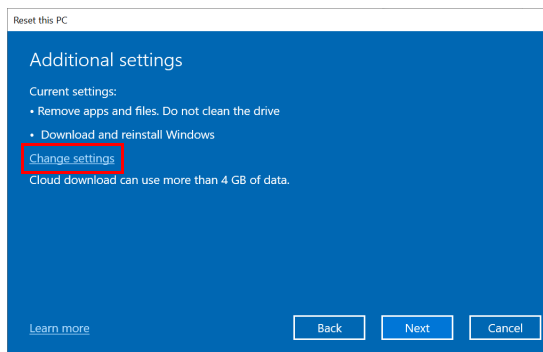 Reset this PC
Additional settings
Current settings:
• Remove apps and files. Do not clean the drive
• Download and reinstall Windows
Change settings
Cloud download can use more than 4 GB of data.
Learn more
Back
Next
Cancel